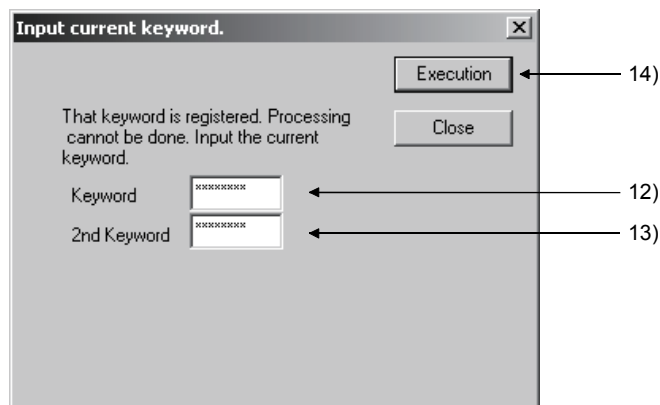 Input current keyword.
Execution
14)
That keyword is registered. Processing
cannot be done. Input the current
keyword.
Close
Keyword
********
12)
2nd Keyword
********
13)